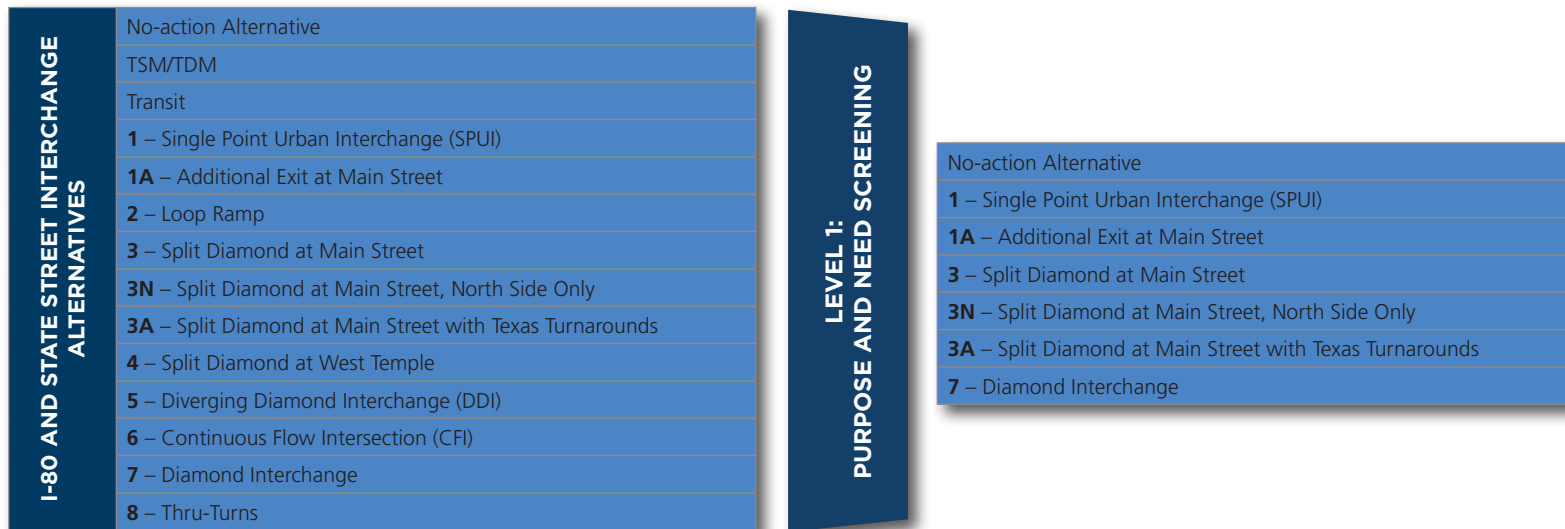 I-80 AND STATE STREET INTERCHANGE
ALTERNATIVES
No-action Alternative
TSM/TDM
Transit
1 – Single Point Urban Interchange (SPUI)
1A – Additional Exit at Main Street
2 – Loop Ramp
3 – Split Diamond at Main Street
3N – Split Diamond at Main Street, North Side Only
3A – Split Diamond at Main Street with Texas Turnarounds
4 – Split Diamond at West Temple
5 – Diverging Diamond Interchange (DDI)
6 – Continuous Flow Intersection (CFI)
7 – Diamond Interchange
8 – Thru-Turns
LEVEL 1:
PURPOSE AND NEED SCREENING
No-action Alternative
1 – Single Point Urban Interchange (SPUI)
1A – Additional Exit at Main Street
3 – Split Diamond at Main Street
3N – Split Diamond at Main Street, North Side Only
3A – Split Diamond at Main Street with Texas Turnarounds
7 – Diamond Interchange